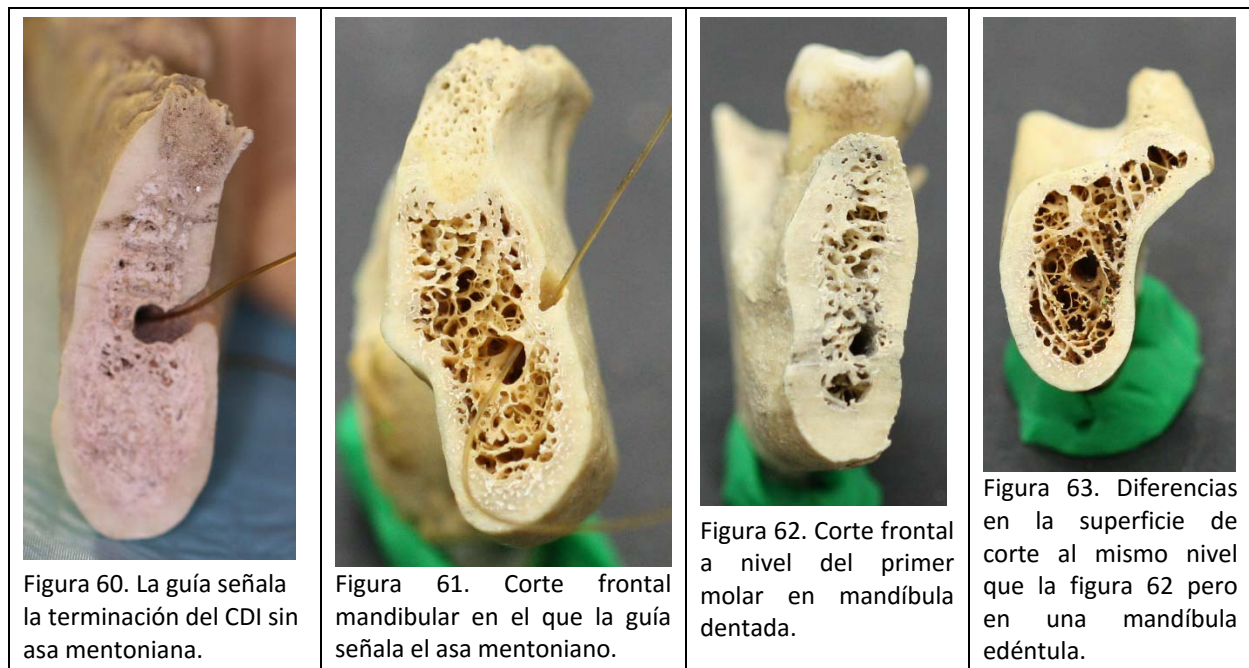 Figura 60. La guía señala
la terminación del CDI sin
asa mentoniana.
Figura 61. Corte frontal
mandibular en el que la guía
señala el asa mentoniano.
Figura 62. Corte frontal
a nivel del primer
molar en mandíbula
dentada.
Figura 63. Diferencias
en la superficie de
corte al mismo nivel
que la figura 62 pero
en una mandíbula
edéntula.